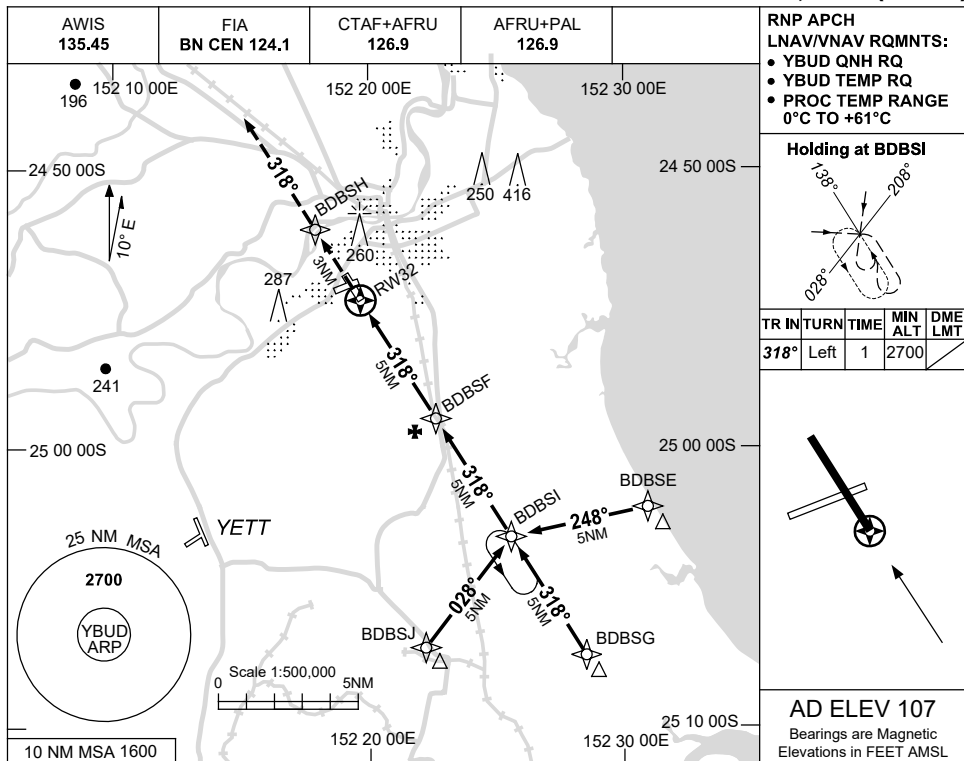 AWIS
135.45
FIA
BN CEN 124.1
CTAF+AFRU
126.9
AFRU+PAL
126.9
RNP APCH
LNAV/VNAV RQMNTS:
• YBUD QNH RQ
• YBUD TEMP RQ
• PROC TEMP RANGE
0°C TO +61°C
196
152 10 00E
152 20 00E
152 30 00E
Holding at BDBSI
138°
208°
028°
24 50 00S
24 50 00S
318°
BDBSH
250
416
10° E
260
3NM
RW32
287
TR IN
TURN
TIME
MIN
ALT
DME
LMT
318°
Left
1
2700
318°
5NM
241
BDBSF
25 00 00S
25 00 00S
318°
5NM
BDBSI
BDBSE
248°
5NM
YETT
25 NM MSA
2700
YBUD
ARP
028°
5NM
318°
5NM
BDBSJ
BDBSG
Scale 1:500,000
0
5NM
25 10 00S
152 20 00E
152 30 00E
10 NM MSA 1600
AD ELEV 107
Bearings are Magnetic
Elevations in FEET AMSL